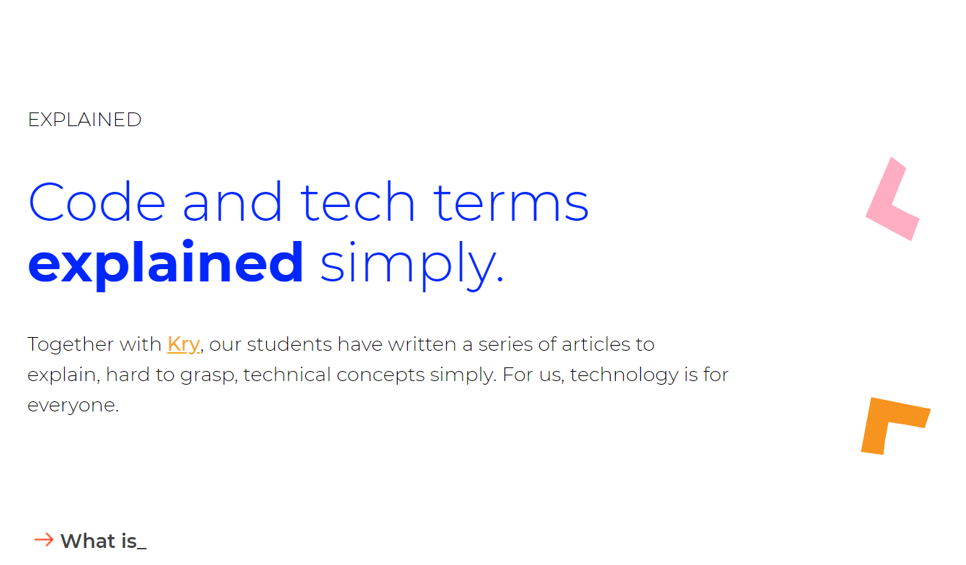 EXPLAINED
Code and tech terms
explained simply.
Together with Kry, our students have written a series of articles to
explain, hard to grasp, technical concepts simply. For us, technology is for
everyone.
→ What is_